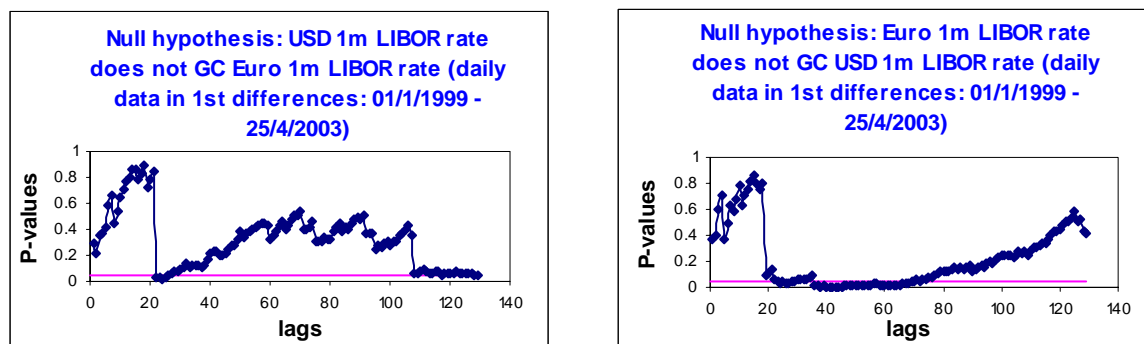 Null hypothesis: USD 1m LIBOR rate
does not GC Euro 1m LIBOR rate (daily
data in 1st differences: 01/1/1999 -
25/4/2003)
P-values
1
0.8
0.6
0.4
0.2
0
0 20 40 60 80 100 120 140
lags
Null hypothesis: Euro 1m LIBOR rate
does not GC USD 1m LIBOR rate (daily
data in 1st differences: 01/1/1999 -
25/4/2003)
P-values
1
0.8
0.6
0.4
0.2
0
0 20 40 60 80 100 120 140
lags